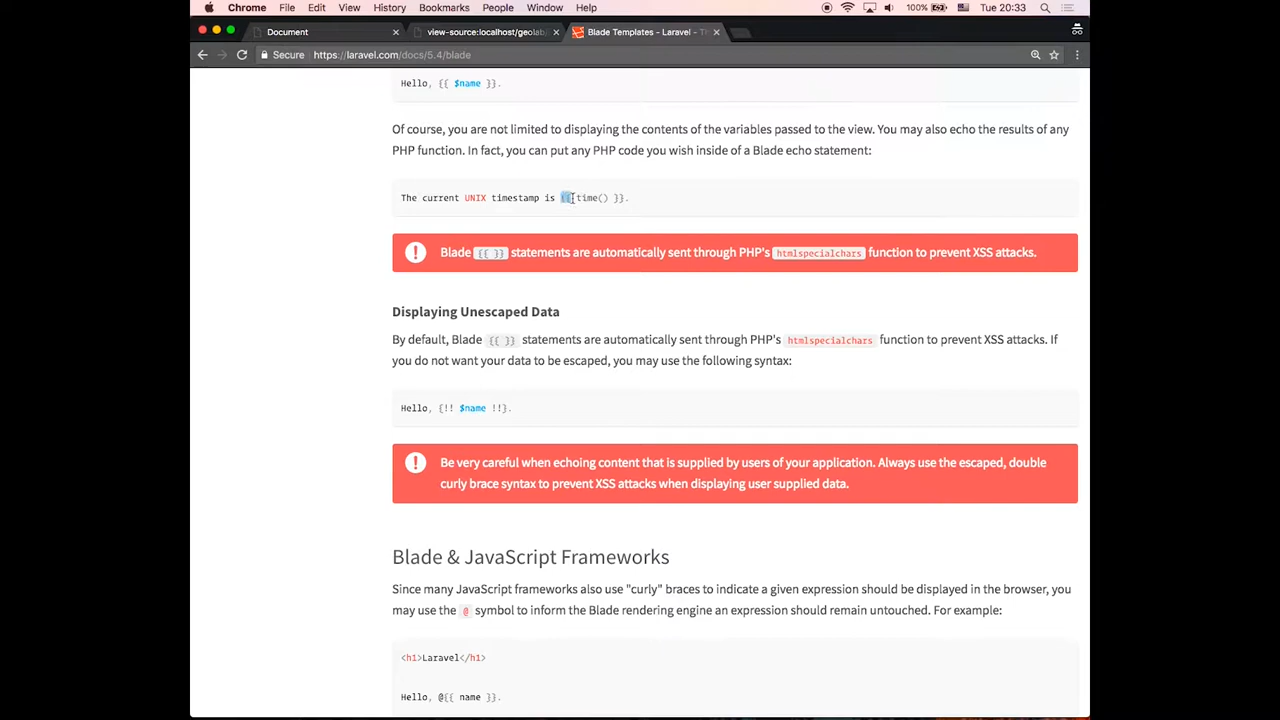 Chrome File Edit View History Bookmarks People Window Help 100% Tue 20:33
Document view-source:localhost/geolab Blade Templates - Laravel - Th
Secure https://laravel.com/docs/5.4/blade
Hello, {{ $name }}.
Of course, you are not limited to displaying the contents of the variables passed to the view. You may also echo the results of any
PHP function. In fact, you can put any PHP code you wish inside of a Blade echo statement:
The current UNIX timestamp is {{ time() }}.
Blade {{ }} statements are automatically sent through PHP's htmlspecialchars function to prevent XSS attacks.
Displaying Unescaped Data
By default, Blade {{ }} statements are automatically sent through PHP's htmlspecialchars function to prevent XSS attacks. If
you do not want your data to be escaped, you may use the following syntax:
Hello, {!! $name !!}.
Be very careful when echoing content that is supplied by users of your application. Always use the escaped, double
curly brace syntax to prevent XSS attacks when displaying user supplied data.
Blade & JavaScript Frameworks
Since many JavaScript frameworks also use "curly" braces to indicate a given expression should be displayed in the browser, you
may use the @ symbol to inform the Blade rendering engine an expression should remain untouched. For example:
<h1>Laravel</h1>
Hello, @{{ name }}.